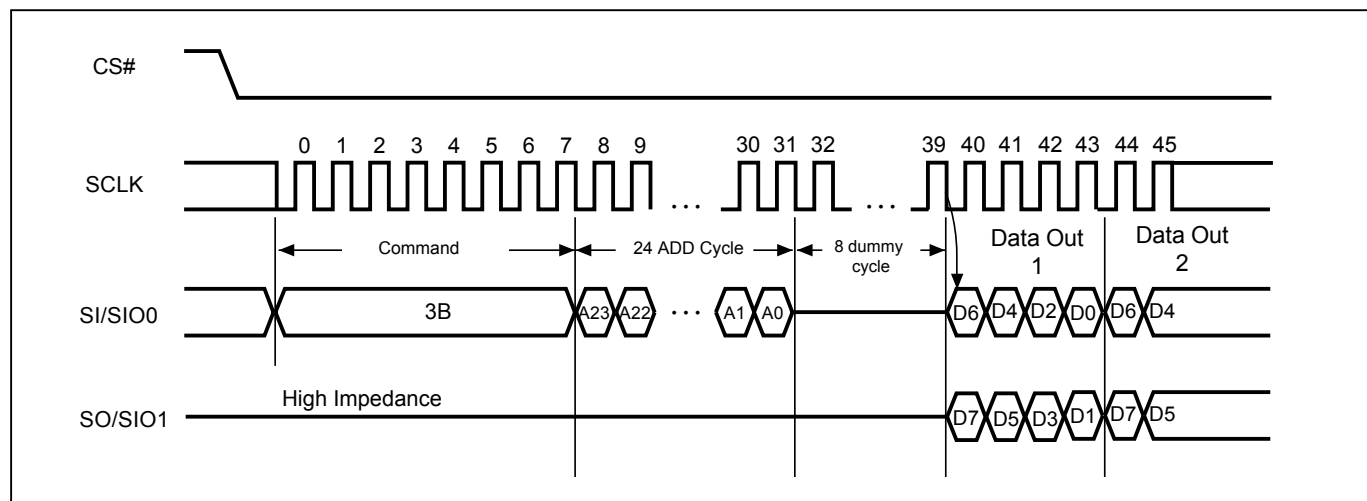 CS#
0 1 2 3 4 5 6 7 8 9 30 31 32 39 40 41 42 43 44 45
SCLK
... ...
Command 24 ADD Cycle 8 dummy cycle Data Out 1 Data Out 2
SI/SIO0 3B A23 A22 ... A1 A0 D6 D4 D2 D0 D6 D4
High Impedance
SO/SIO1 D7 D5 D3 D1 D7 D5